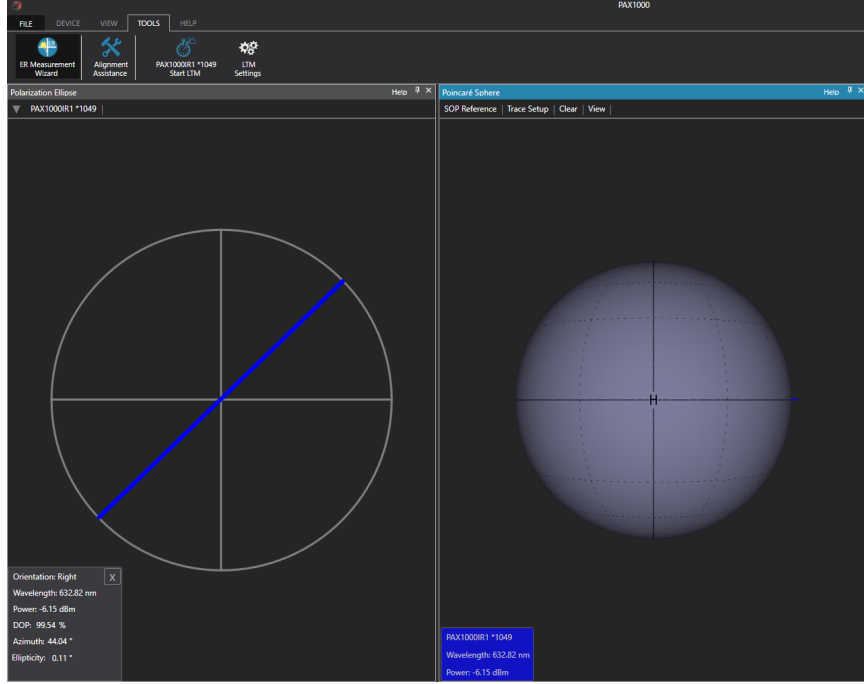 PAX1000
FILE DEVICE VIEW TOOLS HELP
ER Measurement Wizard
Alignment Assistance
PAX1000IR1 *1049 Start LTM
LTM Settings
Polarization Ellipse Help X
PAX1000IR1 *1049
Poincaré Sphere Help X
SOP Reference | Trace Setup | Clear | View |
H
Orientation: Right X
Wavelength: 632.82 nm
Power: -6.15 dBm
DOP: 99.54 %
Azimuth: 44.04 °
Ellipticity: 0.11 °
PAX1000IR1 *1049
Wavelength: 632.82 nm
Power: -6.15 dBm